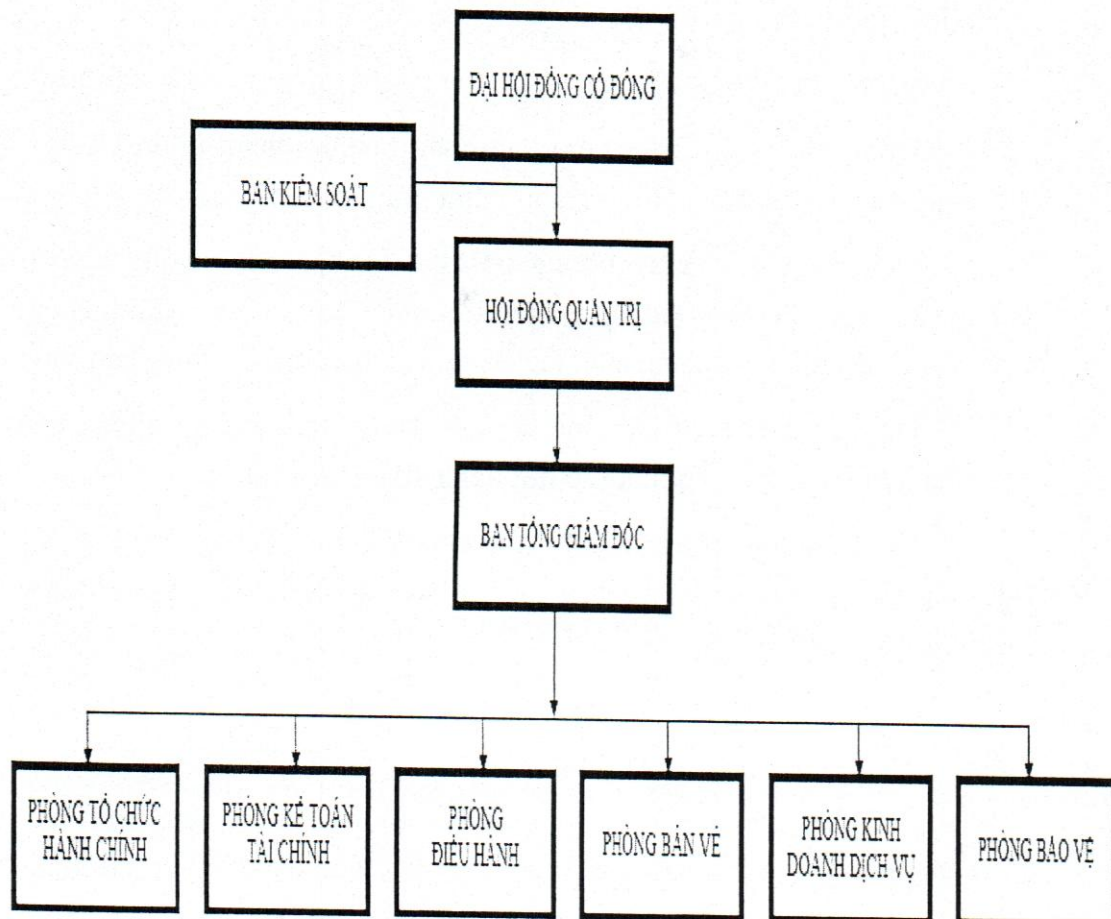 ĐẠI HỘI ĐỒNG CỔ ĐÔNG
BAN KIỂM SOÁT
HỘI ĐỒNG QUẢN TRỊ
BAN TỔNG GIÁM ĐỐC
PHÒNG TỔ CHỨC
HÀNH CHÍNH
PHÒNG KẾ TOÁN
TÀI CHÍNH
PHÒNG
ĐIỀU HÀNH
PHÒNG BÁN VÉ
PHÒNG KINH
DOANH DỊCH VỤ
PHÒNG BẢO VỆ